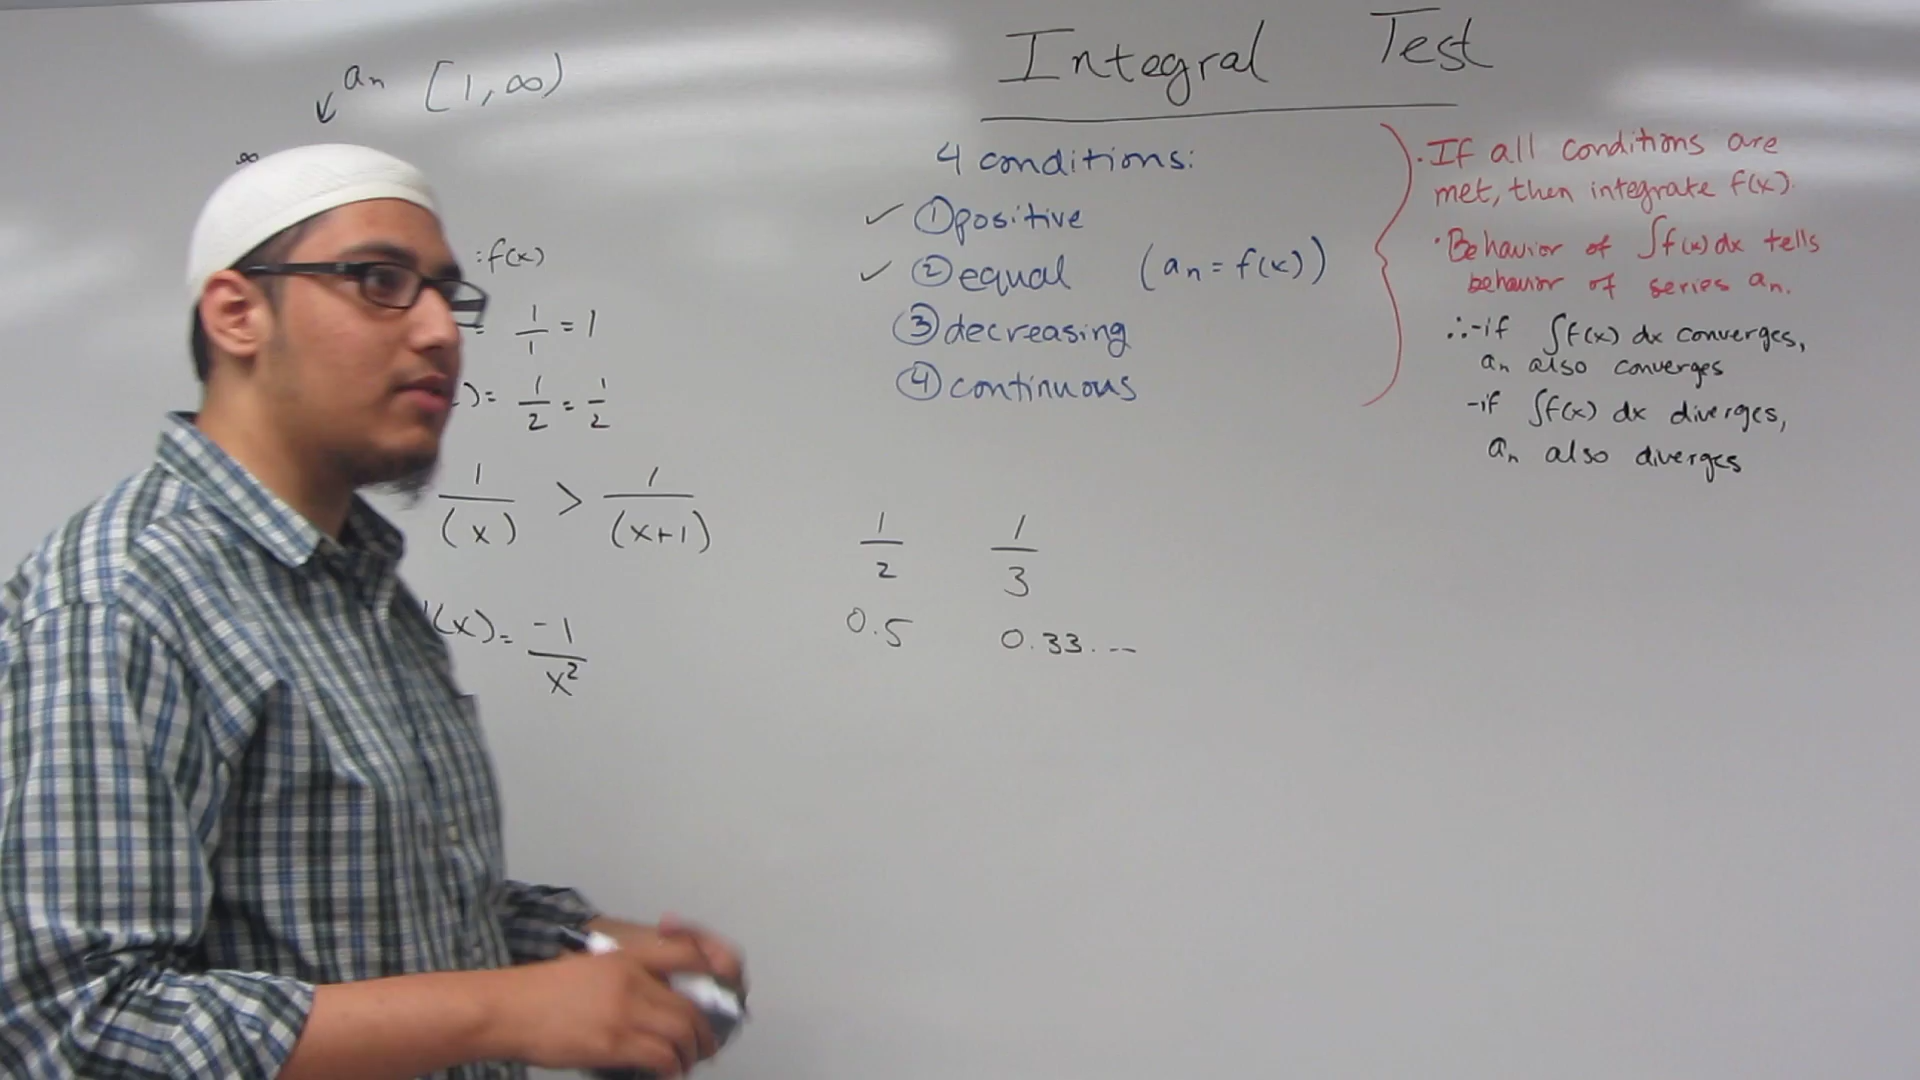 Integral Test
aₙ [1, ∞)
∞
: f(x)
= 1/1 = 1
)= 1/2 = 1/2
1/(x) > 1/(x+1)
'(x) = -1/x²
4 conditions:
✓ ① positive
✓ ② equal (aₙ = f(x))
③ decreasing
④ continuous
1/2 1/3
0.5 0.33...
· If all conditions are
met, then integrate f(x).
· Behavior of ∫f(x)dx tells
behavior of series aₙ.
∴ -if ∫f(x) dx converges,
aₙ also converges
-if ∫f(x) dx diverges,
aₙ also diverges